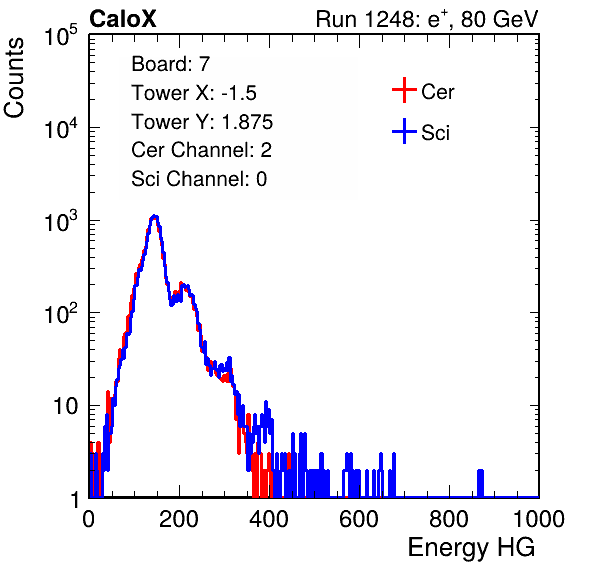 CaloX Run 1248: e⁺, 80 GeV
Counts
Board: 7
Tower X: -1.5
Tower Y: 1.875
Cer Channel: 2
Sci Channel: 0
Cer
Sci
10⁵
10⁴
10³
10²
10
1
0 200 400 600 800 1000
Energy HG